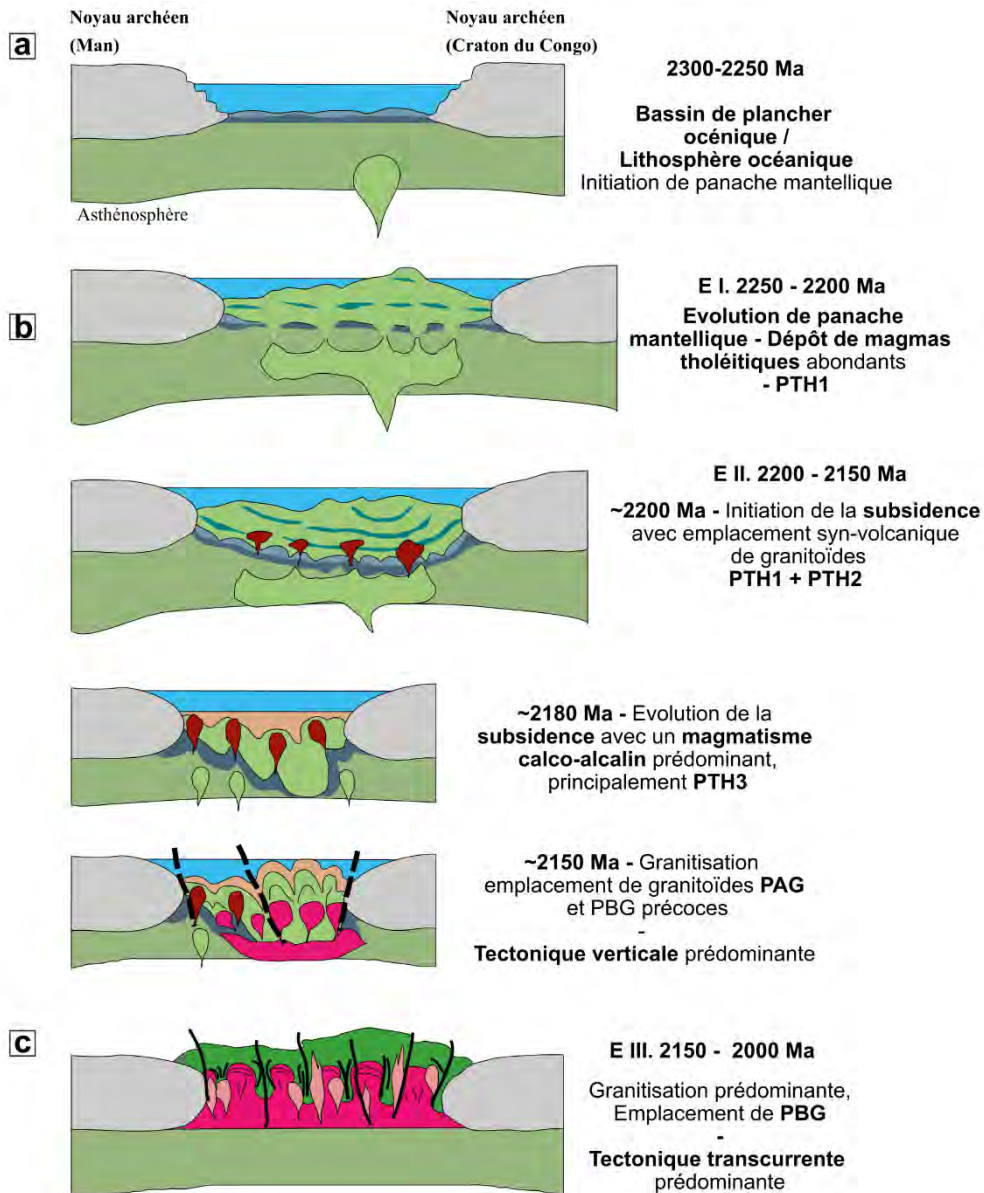 Noyau archéen
(Man)
Noyau archéen
(Craton du Congo)
a
2300-2250 Ma
Bassin de plancher
océnique /
Lithosphère océanique
Initiation de panache mantellique
Asthénosphère
b
E I. 2250 - 2200 Ma
Evolution de panache
mantellique - Dépôt de magmas
tholéitiques abondants
- PTH1
E II. 2200 - 2150 Ma
~2200 Ma - Initiation de la subsidence
avec emplacement syn-volcanique
de granitoïdes
PTH1 + PTH2
~2180 Ma - Evolution de la
subsidence avec un magmatisme
calco-alcalin prédominant,
principalement PTH3
~2150 Ma - Granitisation
emplacement de granitoïdes PAG
et PBG précoces
-
Tectonique verticale prédominante
c
E III. 2150 - 2000 Ma
Granitisation prédominante,
Emplacement de PBG
-
Tectonique transcurrente
prédominante